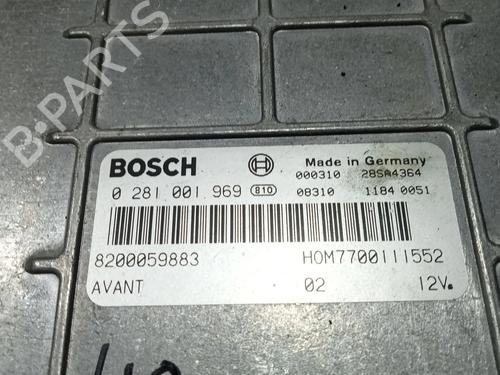 B-PARTS
BOSCH
Made in Germany
000310 28SA4364
0 281 001 969 810 08310 1184 0051
8200059883 HOM7700111552
AVANT 02 12V.